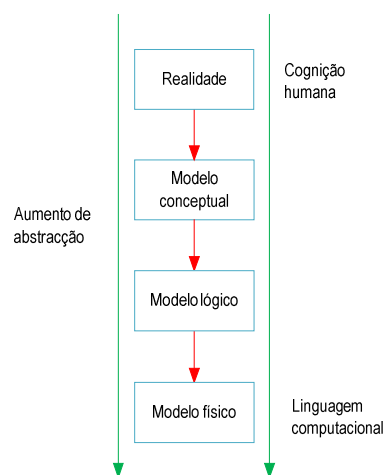 Realidade
Cognição
humana
Modelo
conceptual
Aumento de
abstracção
Modelo lógico
Modelo físico
Linguagem
computacional